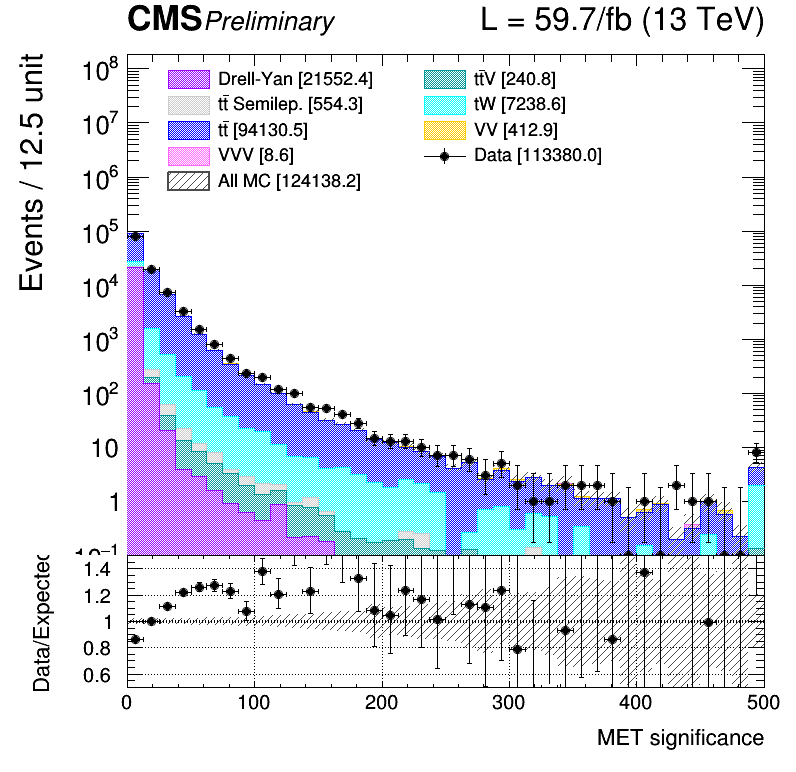 CMS Preliminary L = 59.7/fb (13 TeV)
Drell-Yan [21552.4] tt̄V [240.8]
tt̄ Semilep. [554.3] tW [7238.6]
tt̄ [94130.5] VV [412.9]
VVV [8.6] Data [113380.0]
All MC [124138.2]
Events / 12.5 unit
10⁸
10⁷
10⁶
10⁵
10⁴
10³
10²
10
1
10⁻¹
Data/Expected
1.4
1.2
1
0.8
0.6
0 100 200 300 400 500
MET significance